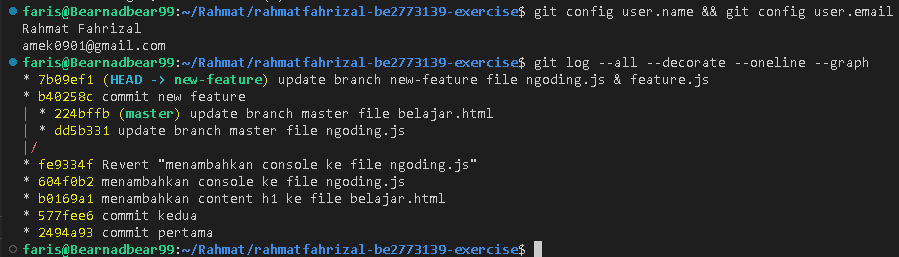 faris@Bearnadbear99:~/Rahmat/rahmatfahrizal-be2773139-exercise$ git config user.name && git config user.email
Rahmat Fahrizal
amek0901@gmail.com
faris@Bearnadbear99:~/Rahmat/rahmatfahrizal-be2773139-exercise$ git log --all --decorate --oneline --graph
* 7b09ef1 (HEAD -> new-feature) update branch new-feature file ngoding.js & feature.js
* b40258c commit new feature
| * 224bffb (master) update branch master file belajar.html
| * dd5b331 update branch master file ngoding.js
|/
* fe9334f Revert "menambahkan console ke file ngoding.js"
* 604f0b2 menambahkan console ke file ngoding.js
* b0169a1 menambahkan content h1 ke file belajar.html
* 577fee6 commit kedua
* 2494a93 commit pertama
faris@Bearnadbear99:~/Rahmat/rahmatfahrizal-be2773139-exercise$